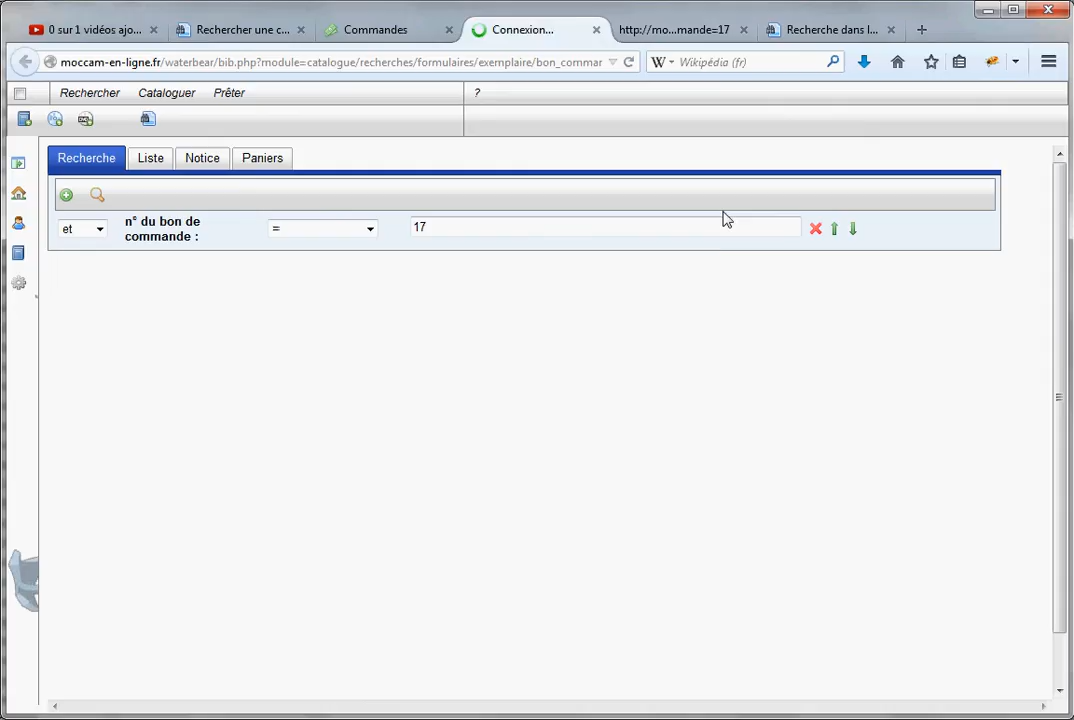 0 sur 1 vidéos ajo...
Rechercher une c...
Commandes
Connexion...
http://mo...mande=17
Recherche dans l...
moccam-en-ligne.fr/waterbear/bib.php?module=catalogue/recherches/formulaires/exemplaire/bon_commar
Wikipédia (fr)
Rechercher Cataloguer Prêter ?
Recherche Liste Notice Paniers
et n° du bon de commande : = 17